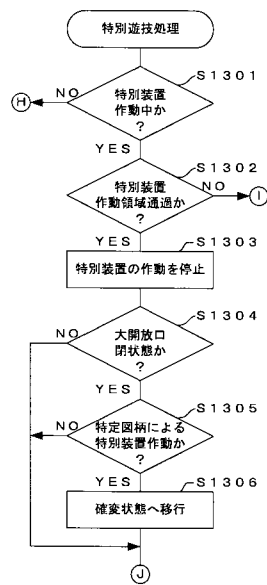 特別遊技処理
S1301
特別装置
作動中か
?
NO
H
YES
S1302
特別装置
作動領域通過か
?
NO
I
YES
S1303
特別装置の作動を停止
S1304
大開放口
閉状態か
?
NO
YES
S1305
特定図柄による
特別装置作動か
?
NO
YES
S1306
確変状態へ移行
J